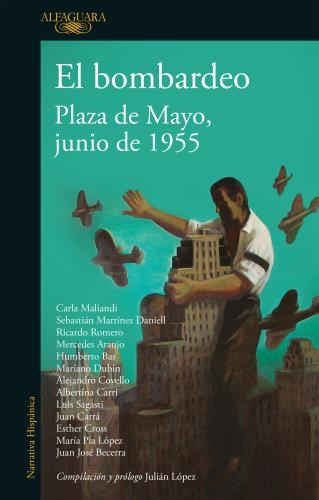 ALFAGUARA
El bombardeo
Plaza de Mayo,
junio de 1955
Carla Maliandi
Sebastián Martínez Daniell
Ricardo Romero
Mercedes Araujo
Humberto Bas
Mariano Dubin
Alejandro Covello
Albertina Carri
Luis Sagasti
Juan Carrá
Esther Cross
María Pia López
Juan José Becerra
Compilación y prólogo Julián López
Narrativa Hispánica